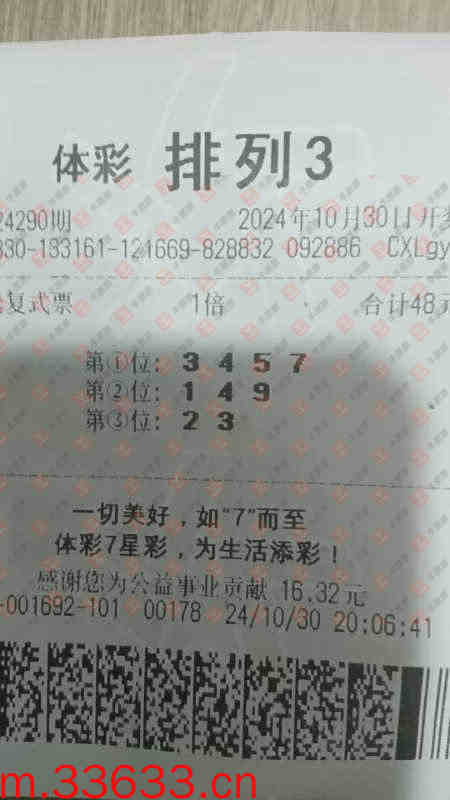 体彩 排列3
24290期 2024年10月30日开
330-133161-121669-828832 092886 CXLgy
复式票 1倍 合计48元
第①位: 3 4 5 7
第②位: 1 4 9
第③位: 2 3
一切美好，如“7”而至
体彩7星彩，为生活添彩！
感谢您为公益事业贡献 16.32元
-001692-101 00178 24/10/30 20:06:41
m.33633.cn